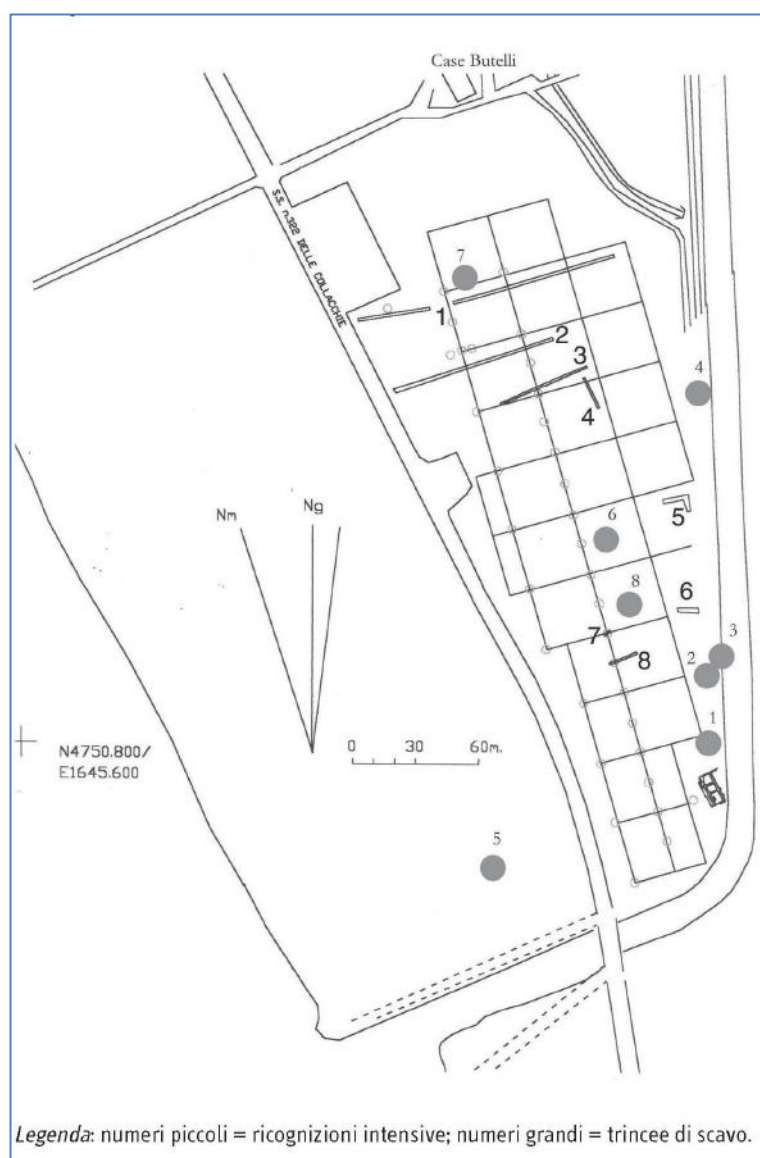 Case Butelli
S.S. n.322 DELLE COLLACCHIE
7
1
2
3
4
4
5
6
8
6
7
8
3
2
1
Nm
Ng
N4750.800/
E1645.600
0 30 60m.
5
Legenda: numeri piccoli = ricognizioni intensive; numeri grandi = trincee di scavo.